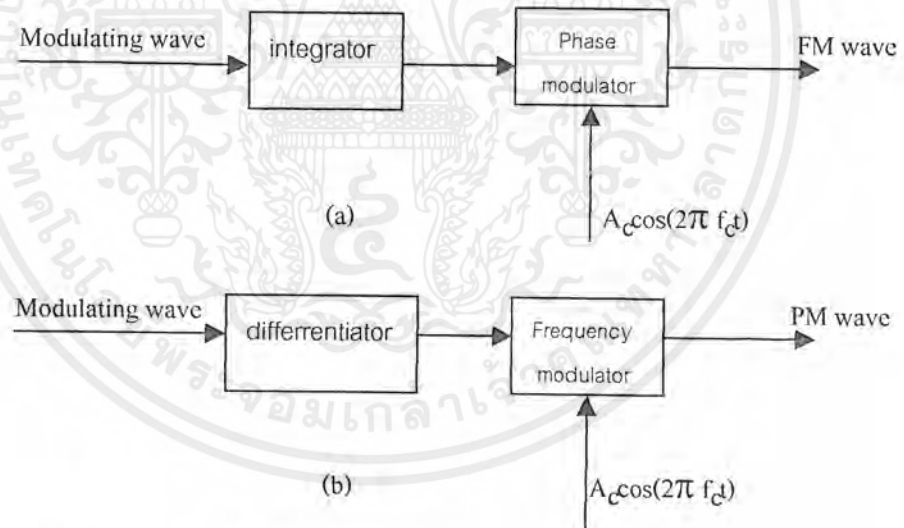 Modulating wave
integrator
Phase
modulator
FM wave
(a)
A_c cos(2π f_c t)
Modulating wave
differrentiator
Frequency
modulator
PM wave
(b)
A_c cos(2π f_c t)